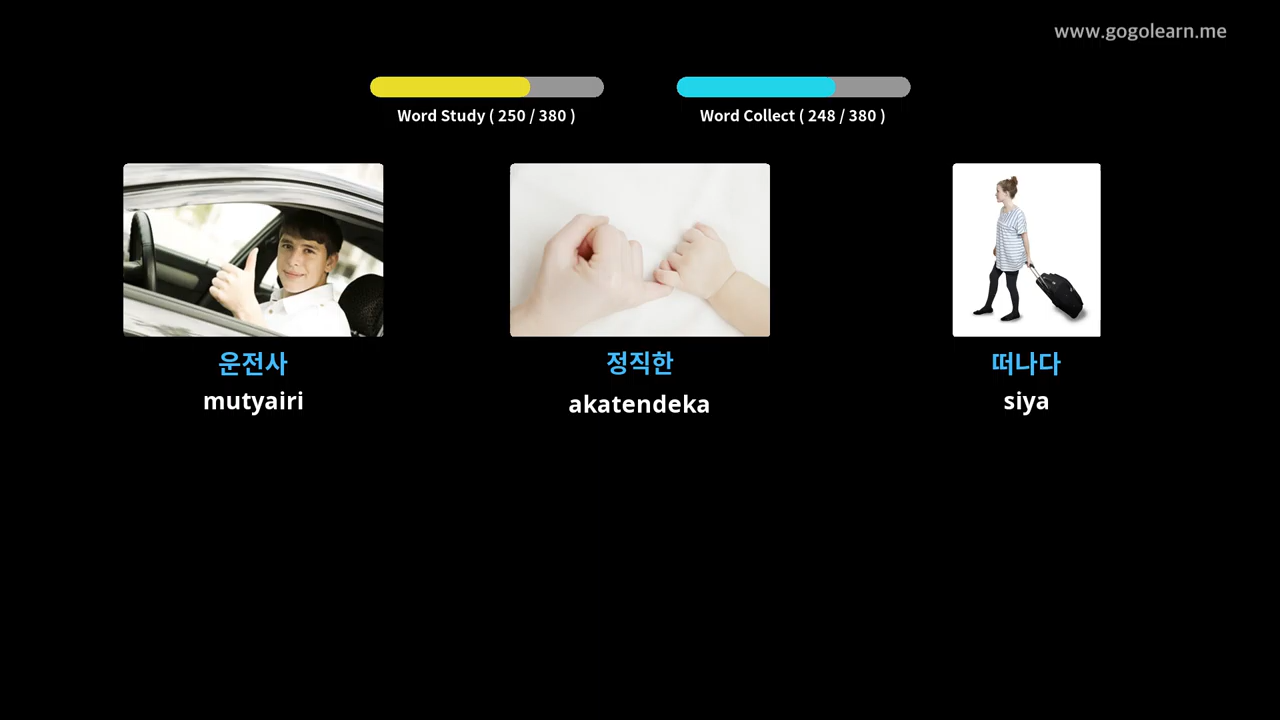 www.gogolearn.me
Word Study ( 250 / 380 )
Word Collect ( 248 / 380 )
운전사
정직한
떠나다
mutyairi
akatendeka
siya